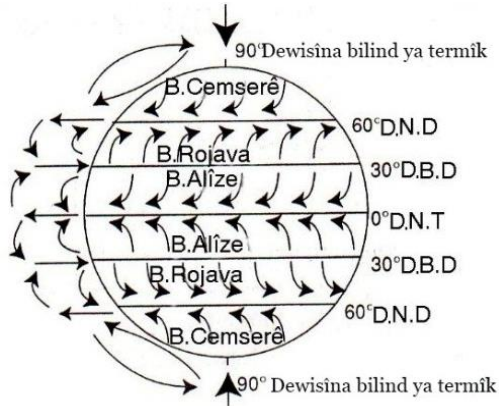 90° Dewisîna bilind ya termîk
B.Cemserê
60°D.N.D
B.Rojava
30°D.B.D
B.Alîze
0°D.N.T
B.Alîze
30°D.B.D
B.Rojava
60°D.N.D
B.Cemserê
90° Dewisîna bilind ya termîk